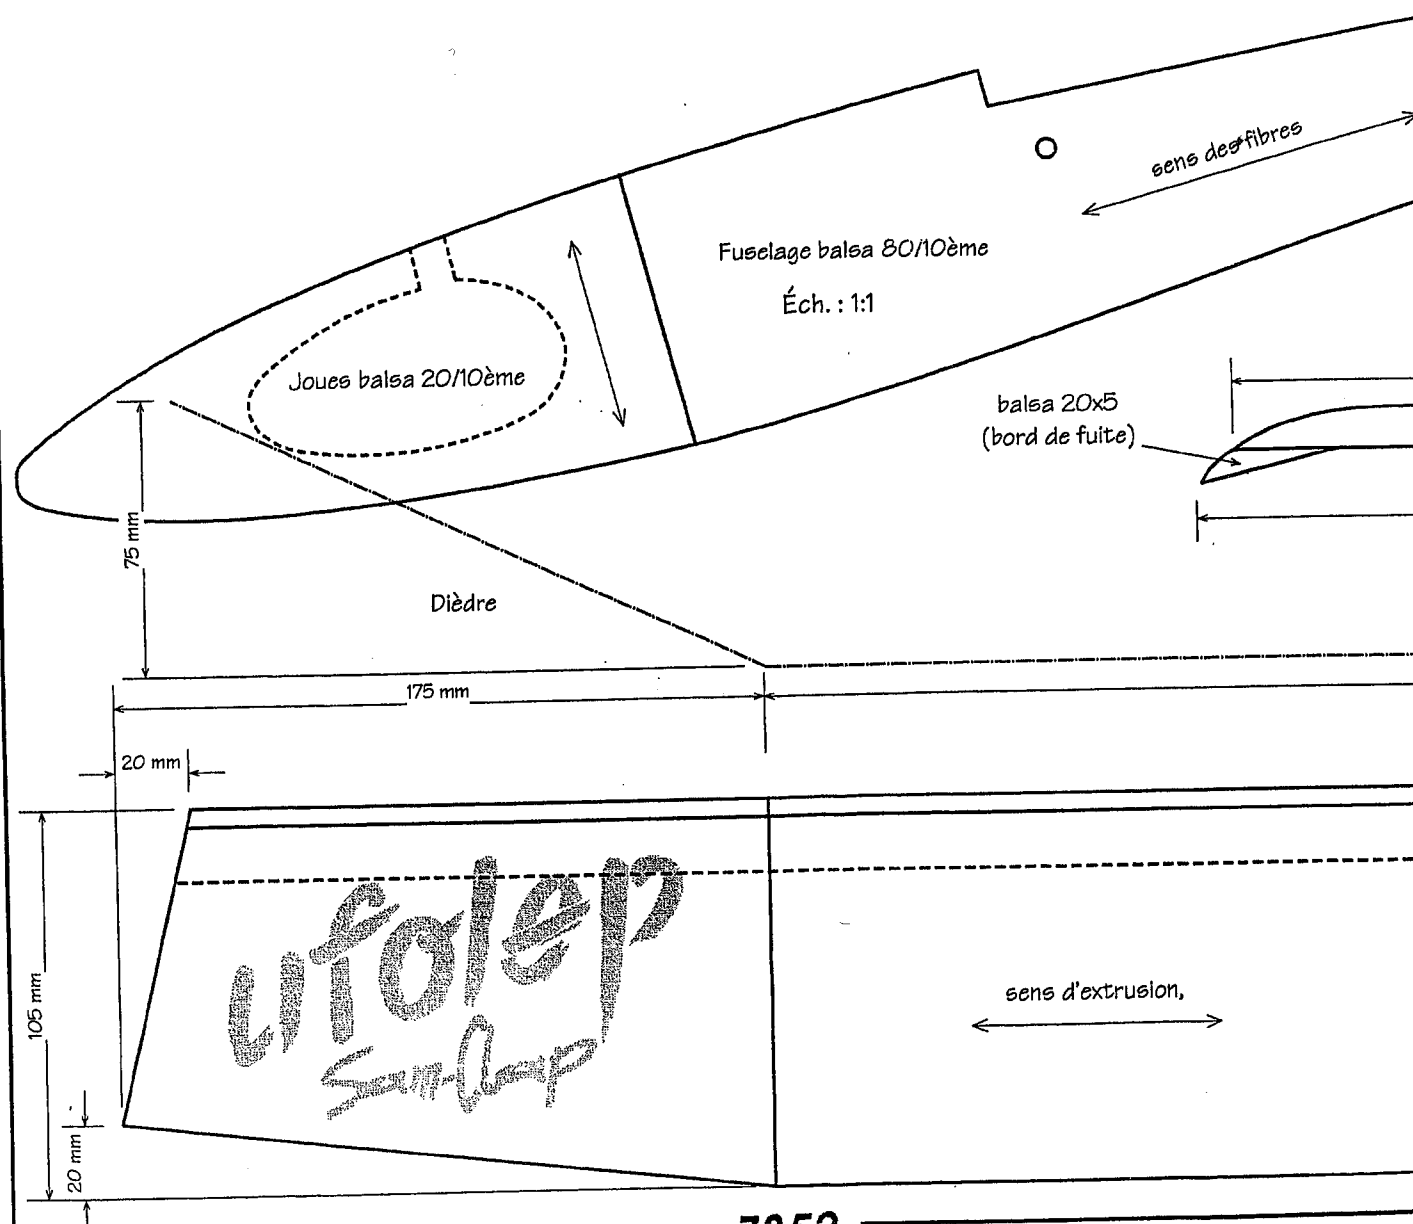 sens des fibres
Fuselage balsa 80/10ème
Éch. : 1:1
Joues balsa 20/10ème
balsa 20x5
(bord de fuite)
75 mm
Dièdre
175 mm
20 mm
ufolep
105 mm
sens d'extrusion,
20 mm